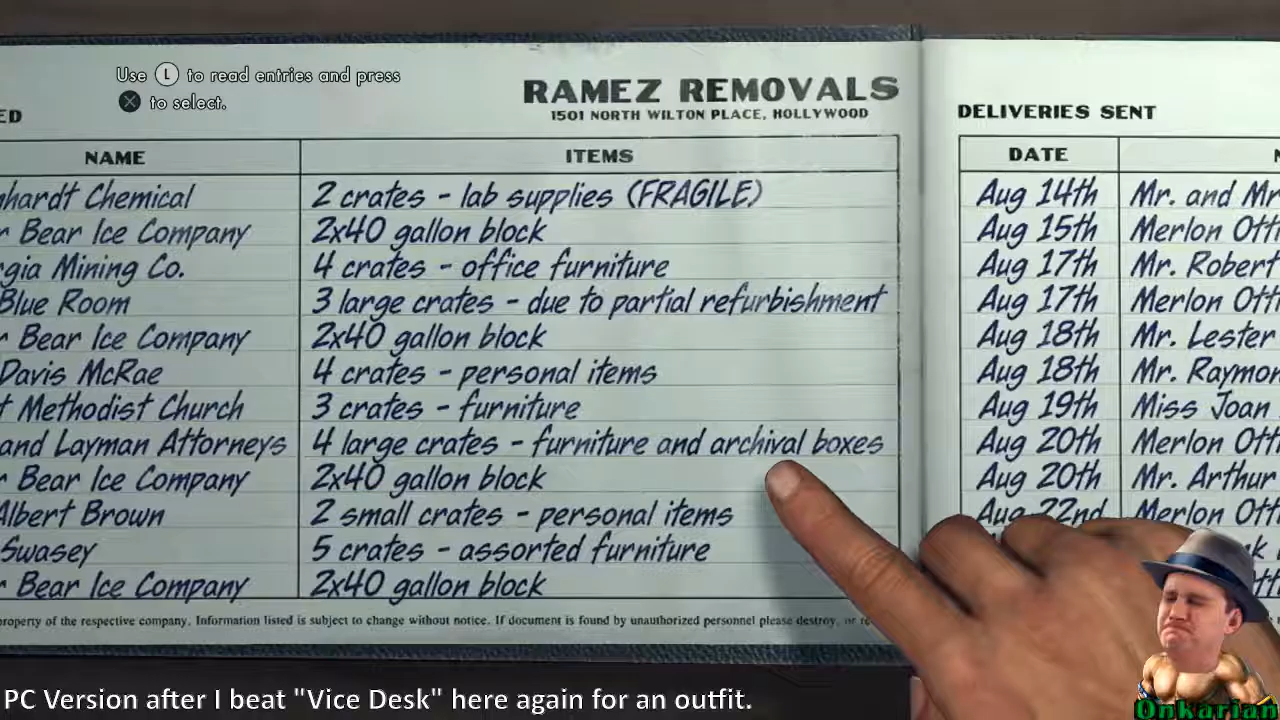 Use L to read entries and press
X to select.
RAMEZ REMOVALS
1501 NORTH WILTON PLACE, HOLLYWOOD
DELIVERIES SENT
NAME ITEMS DATE
Chemical 2 crates - lab supplies (FRAGILE) Aug 14th Mr. and
Bear Ice Company 2x40 gallon block Aug 15th Merlon
Mining Co. 4 crates - office furniture Aug 17th Mr. Robert
Blue Room 3 large crates - due to partial refurbishment Aug 17th Merlon
Bear Ice Company 2x40 gallon block Aug 18th Mr. Lester
Davis McRae 4 crates - personal items Aug 18th Mr.
Methodist Church 3 crates - furniture Aug 19th Miss Joan
and Layman Attorneys 4 large crates - furniture and archival boxes Aug 20th Merlon
Bear Ice Company 2x40 gallon block Aug 20th Mr. Arthur
Albert Brown 2 small crates - personal items Aug 22nd Merlon
Swasey 5 crates - assorted furniture
Bear Ice Company 2x40 gallon block
property of the respective company. Information listed is subject to change without notice. If document is found by unauthorized personnel please destroy, or
PC Version after I beat "Vice Desk" here again for an outfit.
Onkarian